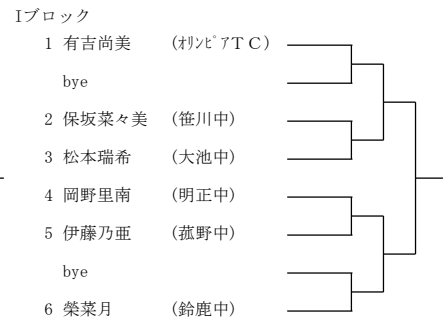 Iブロック
1 有吉尚美 (ｵﾘﾝﾋﾟｱTC)
bye
2 保坂菜々美 (笹川中)
3 松本瑞希 (大池中)
4 岡野里南 (明正中)
5 伊藤乃亜 (菰野中)
bye
6 榮菜月 (鈴鹿中)